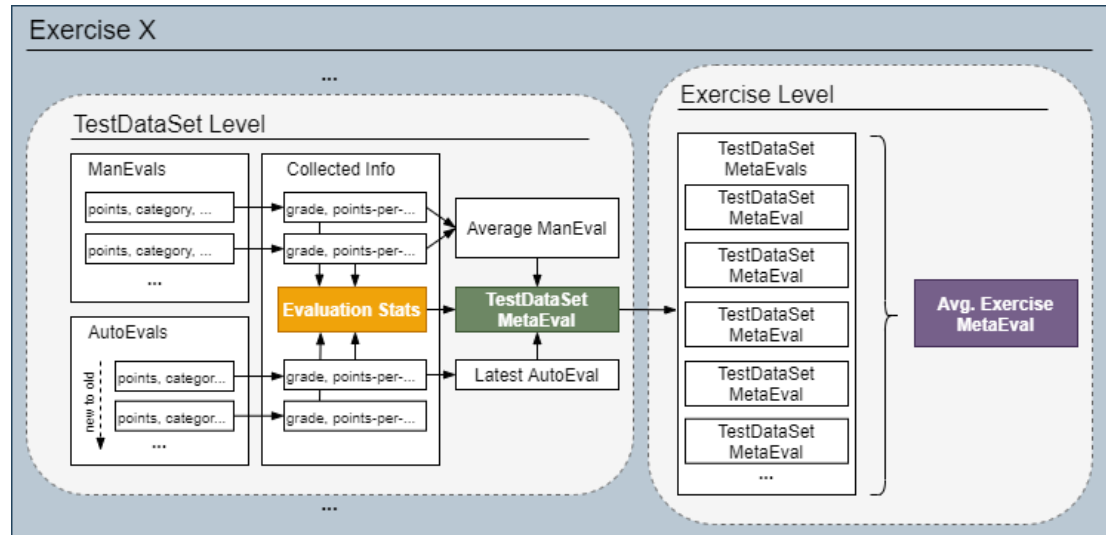 Exercise X
...
TestDataSet Level
ManEvals
points, category, ...
points, category, ...
...
AutoEvals
new to old
points, categor...
points, categor...
...
Collected Info
grade, points-per-...
grade, points-per-...
Evaluation Stats
grade, points-per-...
grade, points-per-...
Average ManEval
TestDataSet
MetaEval
Latest AutoEval
...
Exercise Level
TestDataSet
MetaEvals
TestDataSet
MetaEval
TestDataSet
MetaEval
TestDataSet
MetaEval
TestDataSet
MetaEval
TestDataSet
MetaEval
...
Avg. Exercise
MetaEval